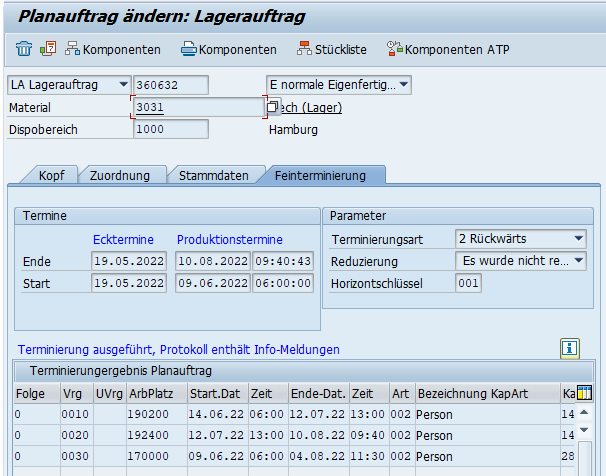 Planauftrag ändern: Lagerauftrag
Komponenten Komponenten Stückliste Komponenten ATP
LA Lagerauftrag 360632 E normale Eigenfertig...
Material 3031 ech (Lager)
Dispobereich 1000 Hamburg
Kopf Zuordnung Stammdaten Feinterminierung
Termine
Ecktermine Produktionstermine
Ende 19.05.2022 10.08.2022 09:40:43
Start 19.05.2022 09.06.2022 06:00:00
Parameter
Terminierungsart 2 Rückwärts
Reduzierung Es wurde nicht re...
Horizontschlüssel 001
Terminierung ausgeführt, Protokoll enthält Info-Meldungen
Terminierungergebnis Planauftrag
Folge Vrg UVrg ArbPlatz Start.Dat Zeit Ende-Dat. Zeit Art Bezeichnung KapArt Ka
0 0010 190200 14.06.22 06:00 12.07.22 13:00 002 Person 14
0 0020 192400 12.07.22 13:00 10.08.22 09:40 002 Person 14
0 0030 170000 09.06.22 06:00 04.08.22 11:30 002 Person 28